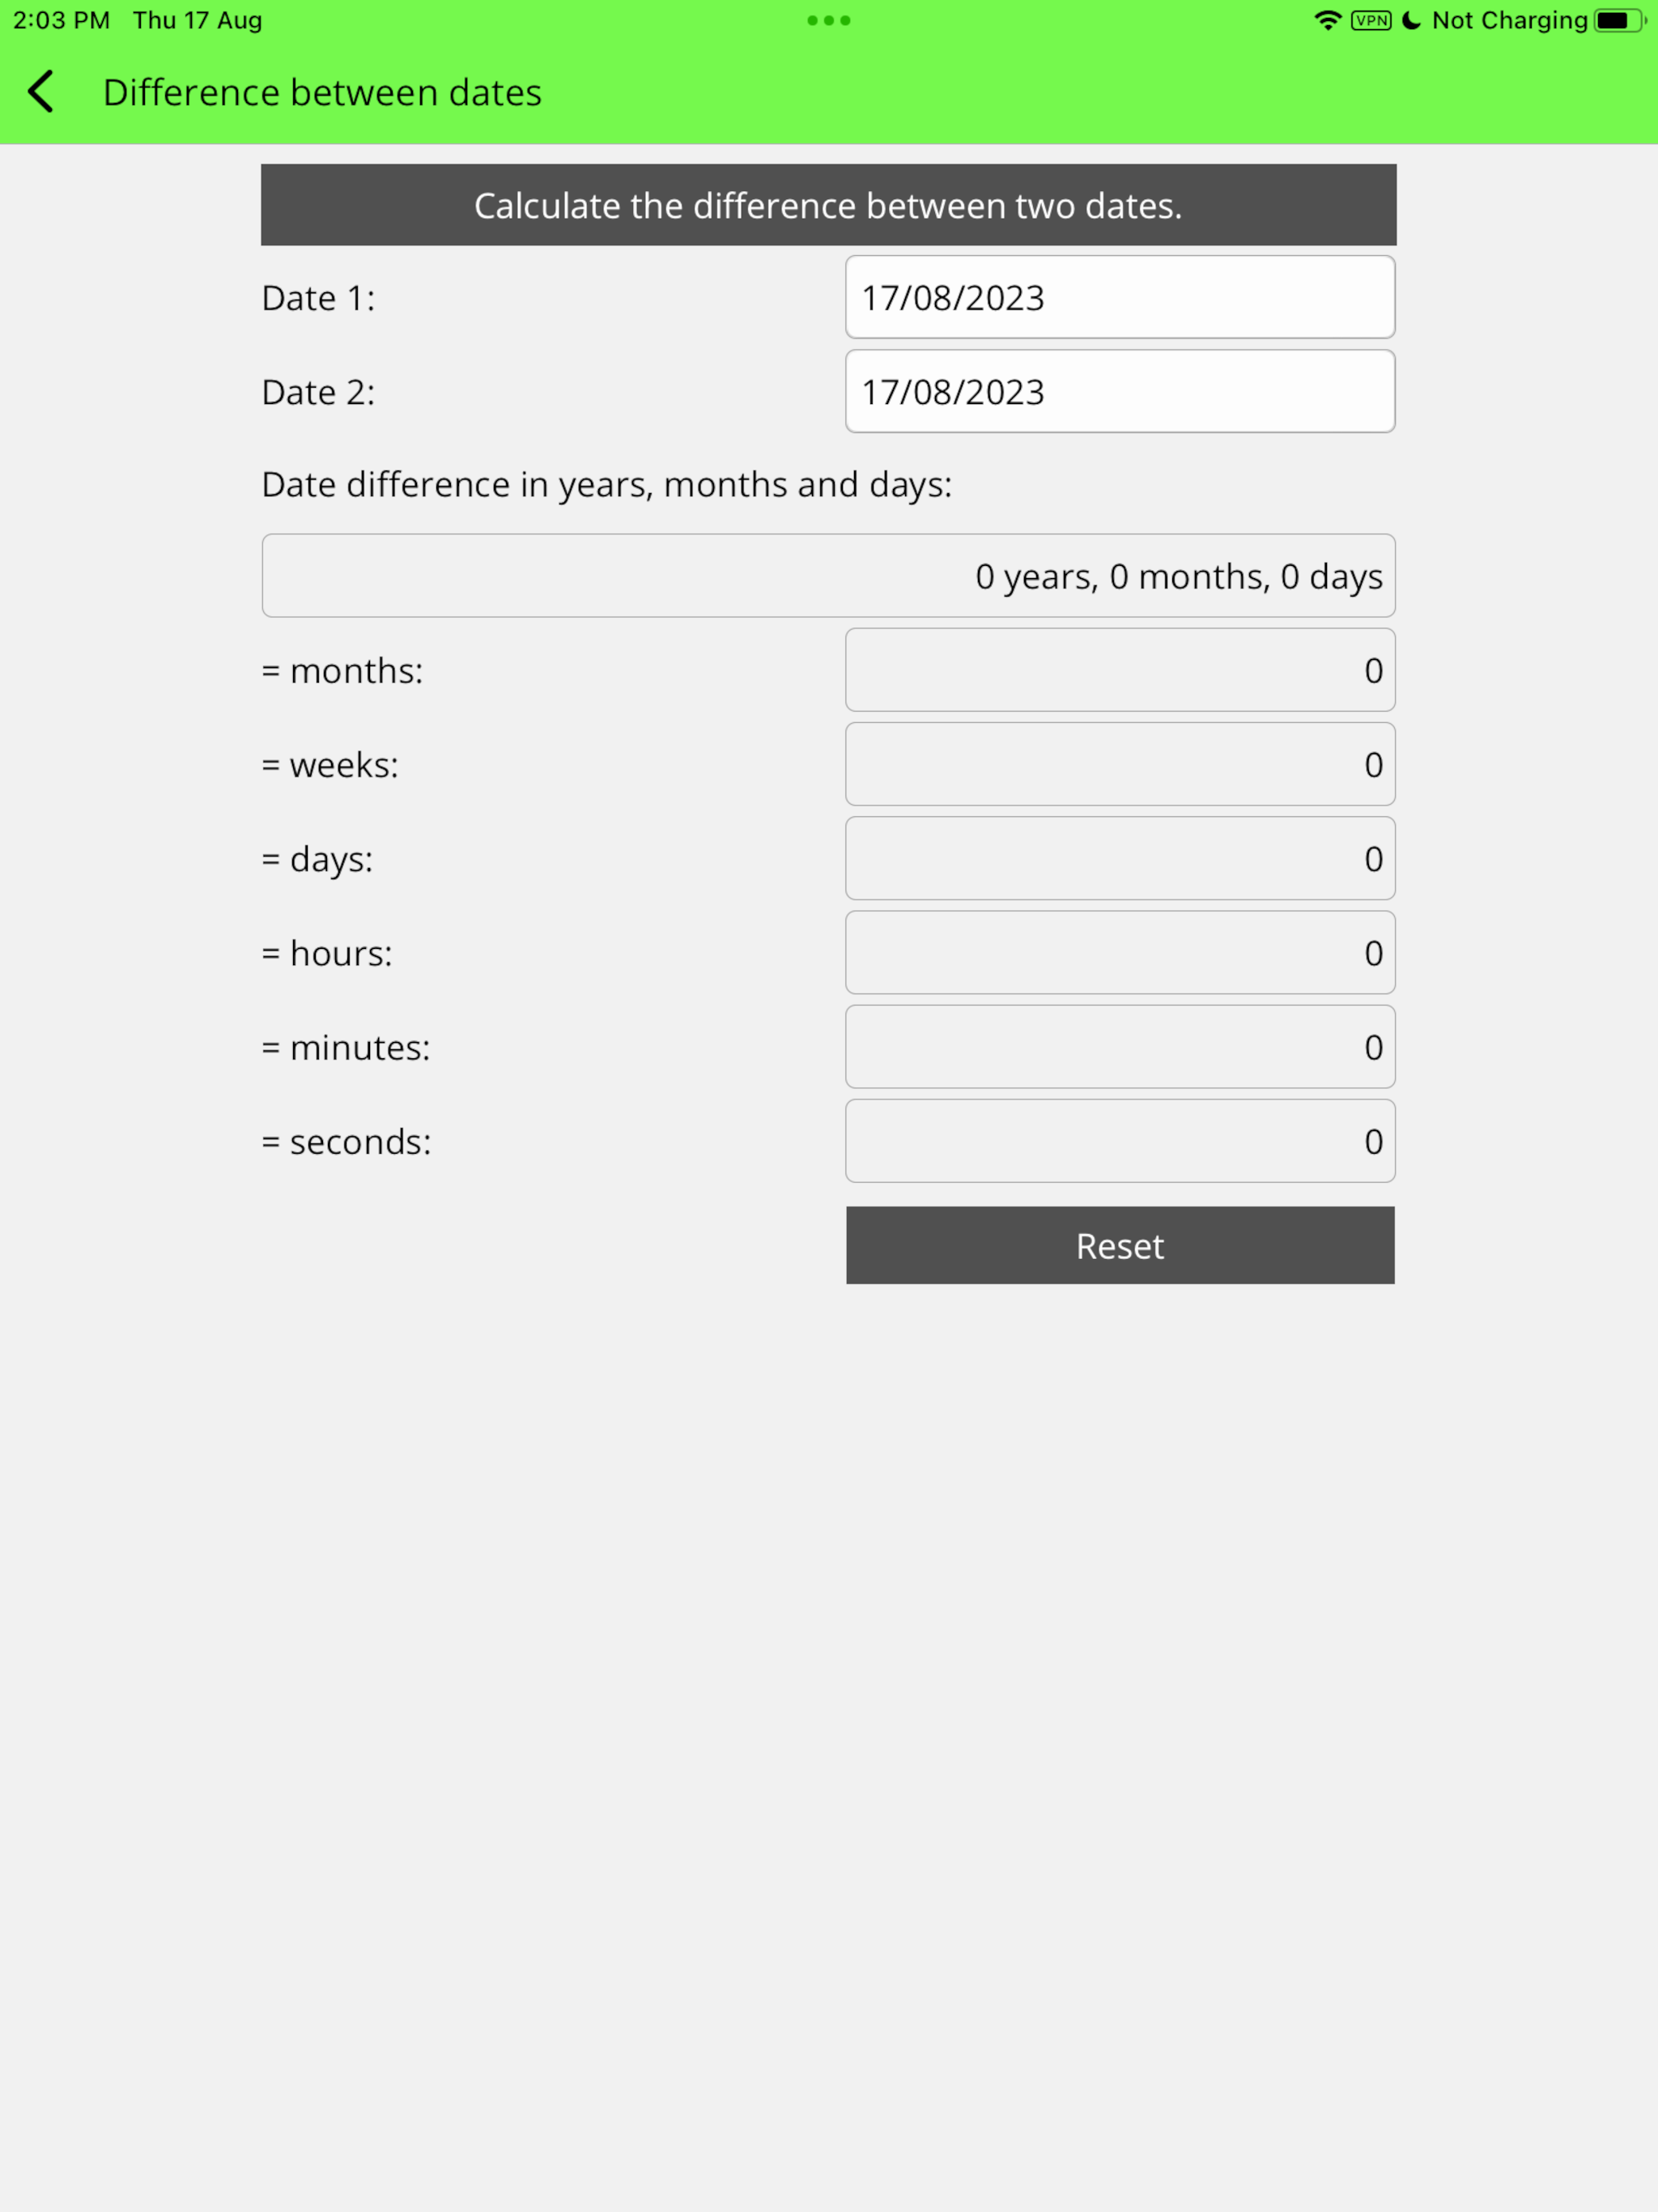 2:03 PM Thu 17 Aug
VPN Not Charging
Difference between dates
Calculate the difference between two dates.
Date 1: 17/08/2023
Date 2: 17/08/2023
Date difference in years, months and days:
0 years, 0 months, 0 days
= months: 0
= weeks: 0
= days: 0
= hours: 0
= minutes: 0
= seconds: 0
Reset